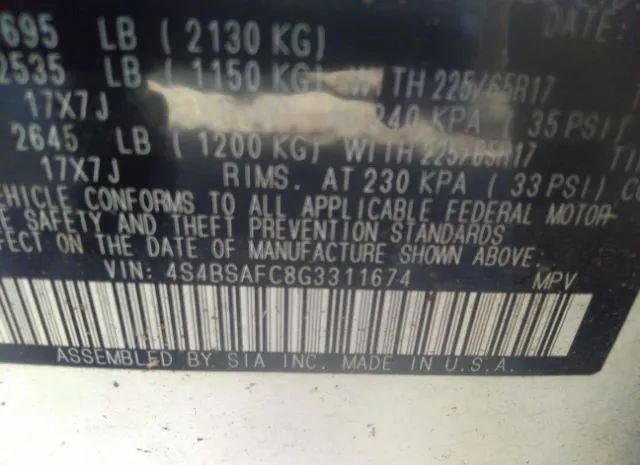 DATE:
695 LB ( 2130 KG)
2535 LB ( 1150 KG) WITH 225/65R17
17X7J 240 KPA ( 35 PSI)
2645 LB ( 1200 KG) WITH 225/65R17
17X7J RIMS. AT 230 KPA ( 33 PSI)
VEHICLE CONFORMS TO ALL APPLICABLE FEDERAL MOTOR
SAFETY AND THEFT PREVENTION STANDARDS
EFFECT ON THE DATE OF MANUFACTURE SHOWN ABOVE.
VIN: 4S4BSAFC8G3311674 MPV
ASSEMBLED BY SIA INC. MADE IN U.S.A.